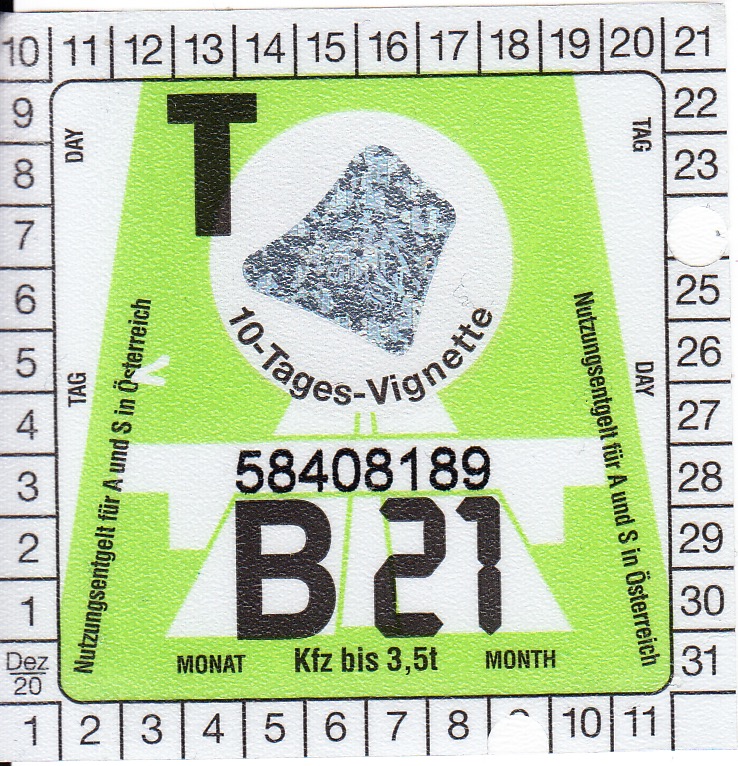 10 11 12 13 14 15 16 17 18 19 20 21
9 22
DAY T TAG
8 23
7
6 25
5 26
TAG DAY
4 27
3 28
2 29
1 30
Dez 31
20
1 2 3 4 5 6 7 8 10 11
10-Tages-Vignette
Nutzungsentgelt für A und S in Österreich
Nutzungsentgelt für A und S in Österreich
58408189
B 21
MONAT Kfz bis 3,5t MONTH